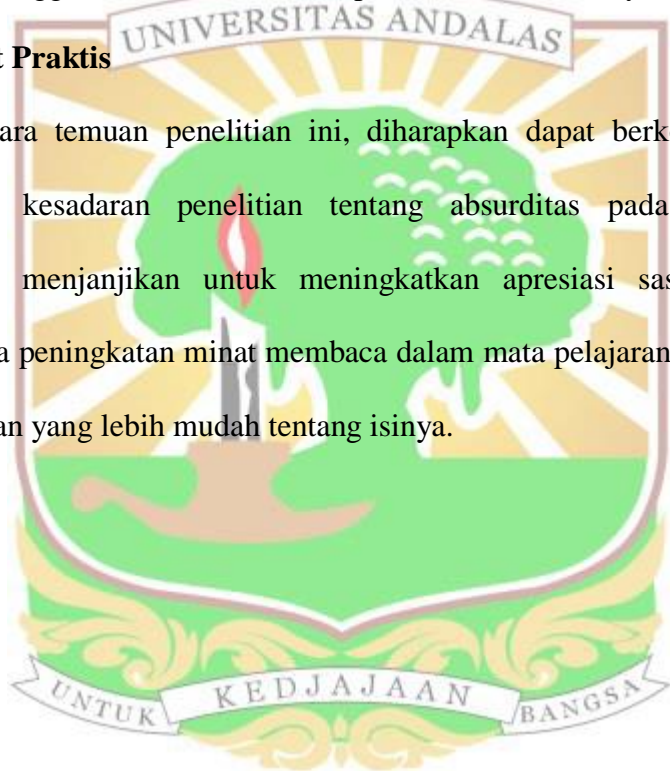 UNIVERSITAS ANDALAS
t Praktis
ara temuan penelitian ini, diharapkan dapat berk
kesadaran penelitian tentang absurditas pada
menjanjikan untuk meningkatkan apresiasi sas
a peningkatan minat membaca dalam mata pelajaran
an yang lebih mudah tentang isinya.
UNTUK KEDJAJAAN BANGSA